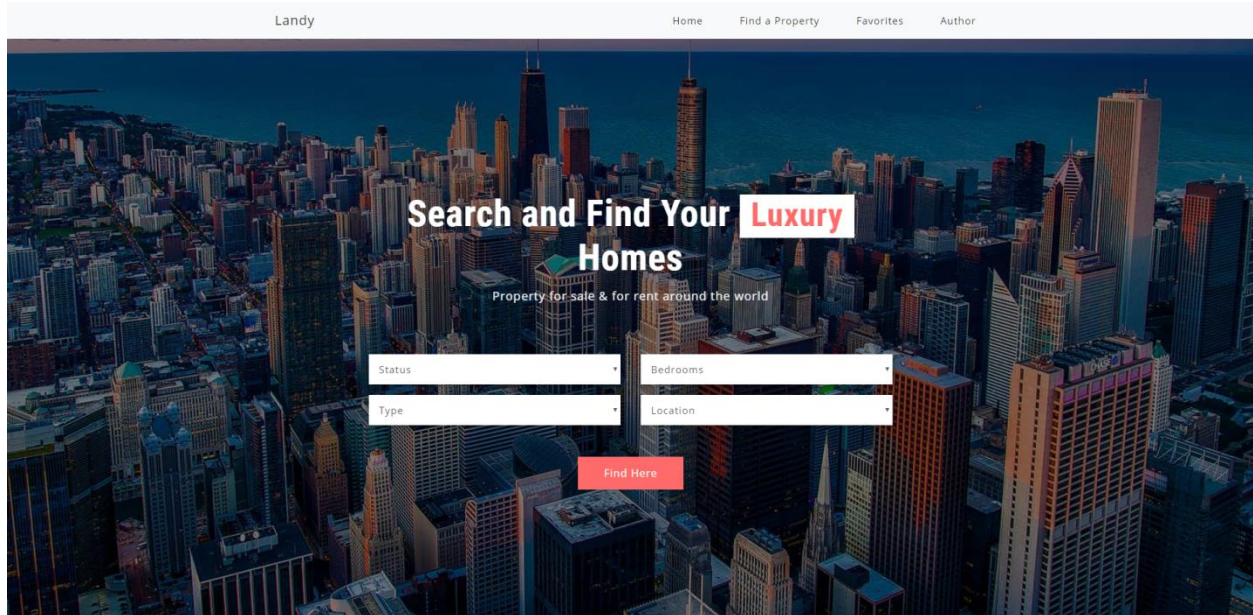 Landy
Home Find a Property Favorites Author
Search and Find Your Luxury
Homes
Property for sale & for rent around the world
Status Bedrooms
Type Location
Find Here